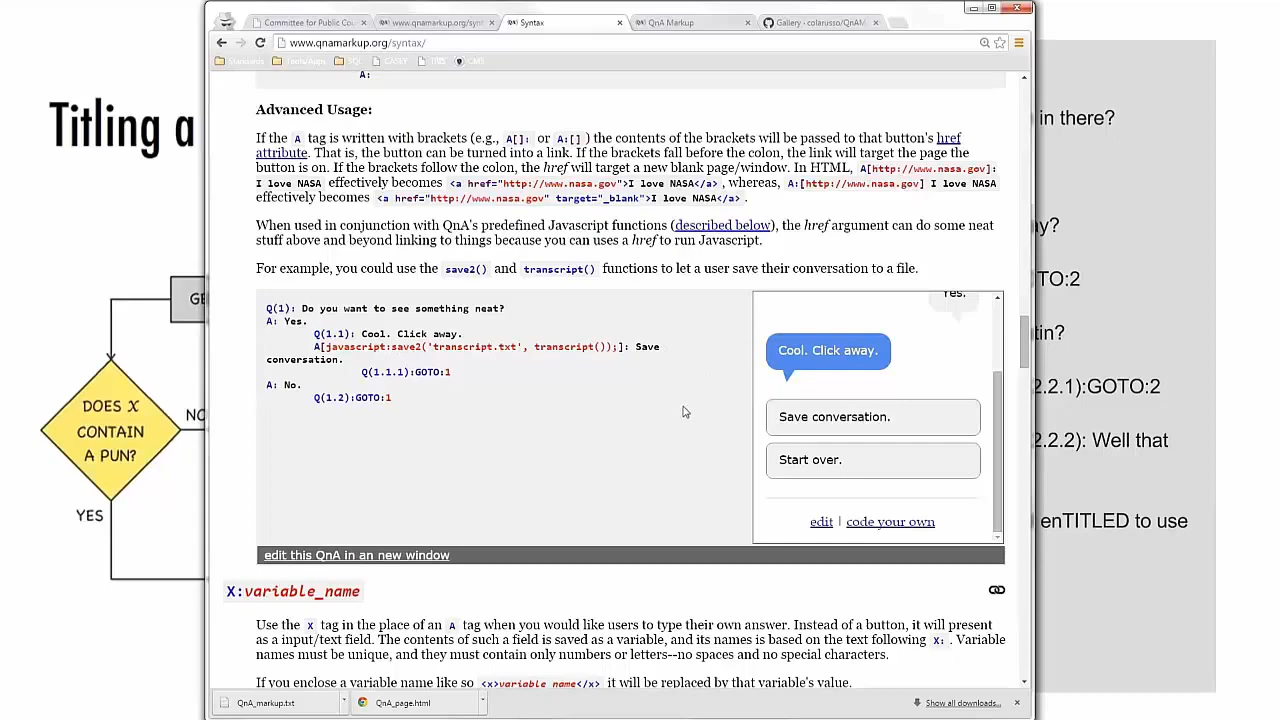 Committee for Public Cou
www.qnamarkup.org/synt
Syntax
QnA Markup
Gallery · colarusso/QnAM
www.qnamarkup.org/syntax/
Standards
Tools/Apps
SQL
A:
Advanced Usage:
If the A tag is written with brackets (e.g., A[]: or A:[] ) the contents of the brackets will be passed to that button's href
attribute. That is, the button can be turned into a link. If the brackets fall before the colon, the link will target the page the
button is on. If the brackets follow the colon, the href will target a new blank page/window. In HTML, A[http://www.nasa.gov]:
I love NASA effectively becomes <a href="http://www.nasa.gov">I love NASA</a> , whereas, A:[http://www.nasa.gov] I love NASA
effectively becomes <a href="http://www.nasa.gov" target="_blank">I love NASA</a> .
When used in conjunction with QnA's predefined Javascript functions (described below), the href argument can do some neat
stuff above and beyond linking to things because you can uses a href to run Javascript.
For example, you could use the save2() and transcript() functions to let a user save their conversation to a file.
Q(1): Do you want to see something neat?
A: Yes.
Q(1.1): Cool. Click away.
A[javascript:save2('transcript.txt', transcript());]: Save
conversation.
Q(1.1.1):GOTO:1
A: No.
Q(1.2):GOTO:1
Yes.
Cool. Click away.
Save conversation.
Start over.
edit | code your own
edit this QnA in an new window
X:variable_name
Use the X tag in the place of an A tag when you would like users to type their own answer. Instead of a button, it will present
as a input/text field. The contents of such a field is saved as a variable, and its names is based on the text following X: . Variable
names must be unique, and they must contain only numbers or letters--no spaces and no special characters.
If you enclose a variable name like so <x>variable_name</x> it will be replaced by that variable's value.
QnA_markup.txt
QnA_page.html
Show all downloads...
Titling a
GE
DOES X
CONTAIN
A PUN?
NO
YES
in there?
y?
TO:2
tin?
2.2.1):GOTO:2
2.2.2): Well that
enTITLED to use